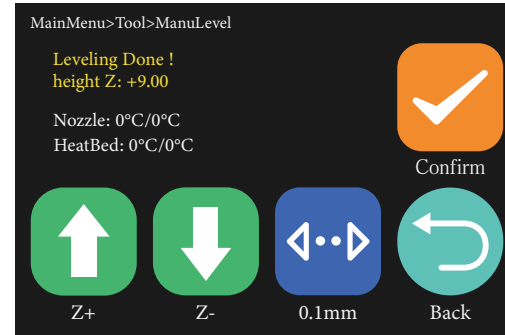 MainMenu>Tool>ManuLevel
Leveling Done !
height Z: +9.00
Nozzle: 0°C/0°C
HeatBed: 0°C/0°C
Confirm
Z+
Z-
0.1mm
Back